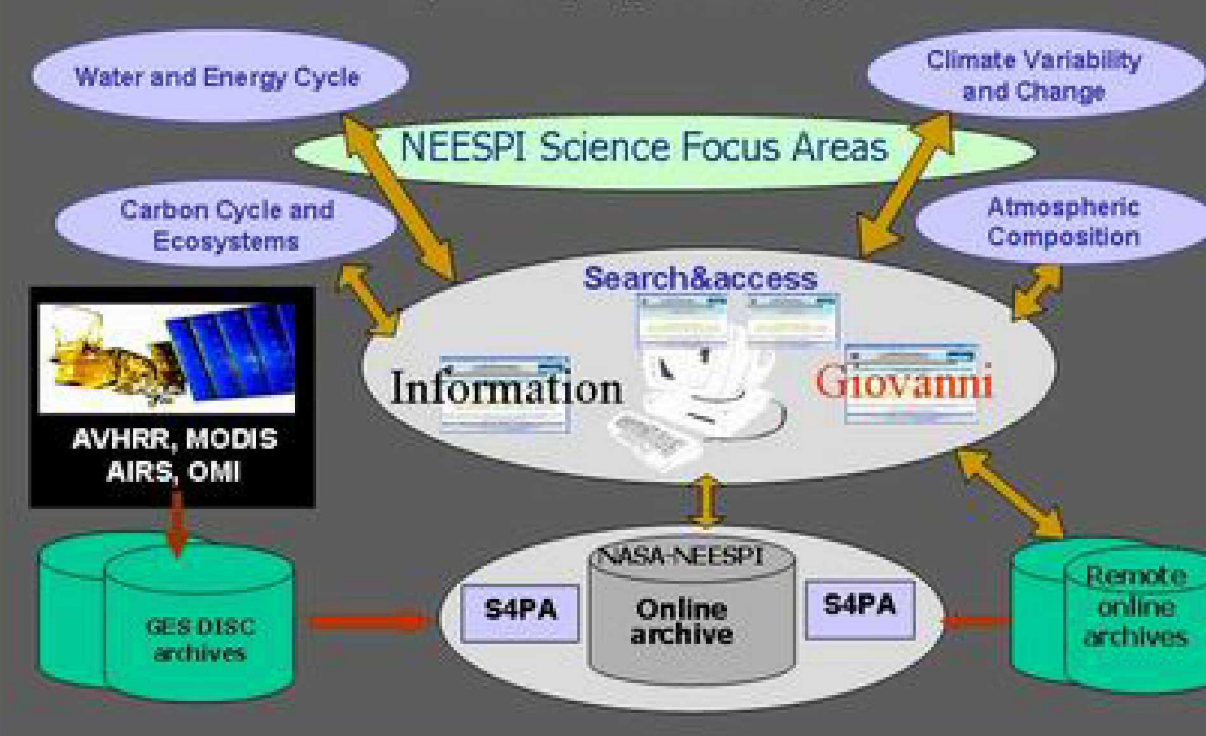 Water and Energy Cycle
Climate Variability
and Change
NEESPI Science Focus Areas
Carbon Cycle and
Ecosystems
Atmospheric
Composition
Search&access
Information
Giovanni
AVHRR, MODIS
AIRS, OMI
NASA-NEESPI
S4PA
Online
archive
S4PA
GES DISC
archives
Remote
online
archives